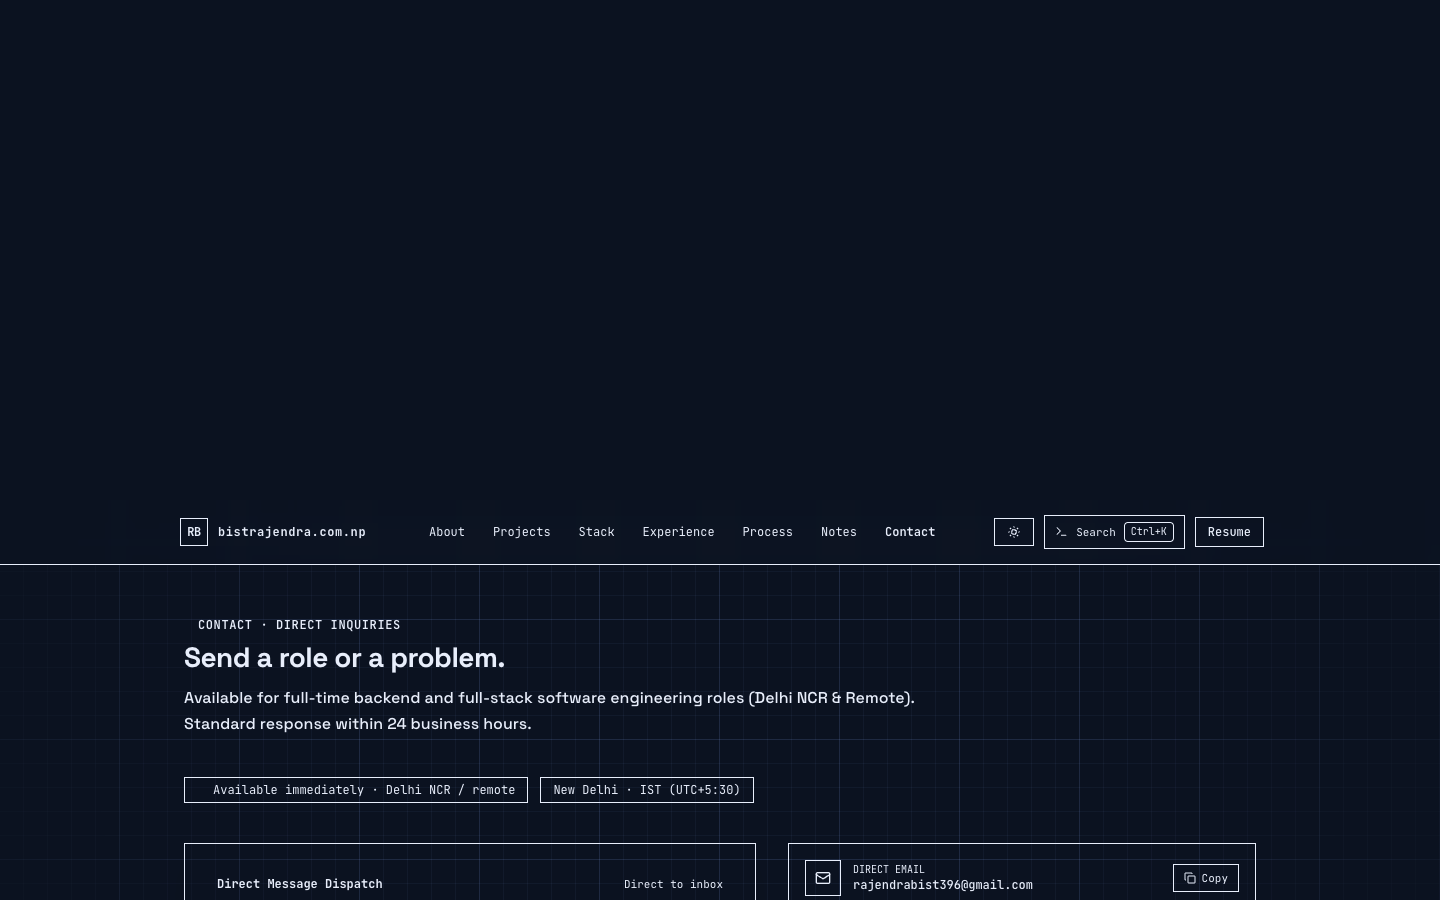 RB bistrajendra.com.np About Projects Stack Experience Process Notes Contact Search Ctrl+K Resume
CONTACT · DIRECT INQUIRIES
Send a role or a problem.
Available for full-time backend and full-stack software engineering roles (Delhi NCR & Remote).
Standard response within 24 business hours.
Available immediately · Delhi NCR / remote New Delhi · IST (UTC+5:30)
Direct Message Dispatch Direct to inbox
DIRECT EMAIL
rajendrabist396@gmail.com
Copy